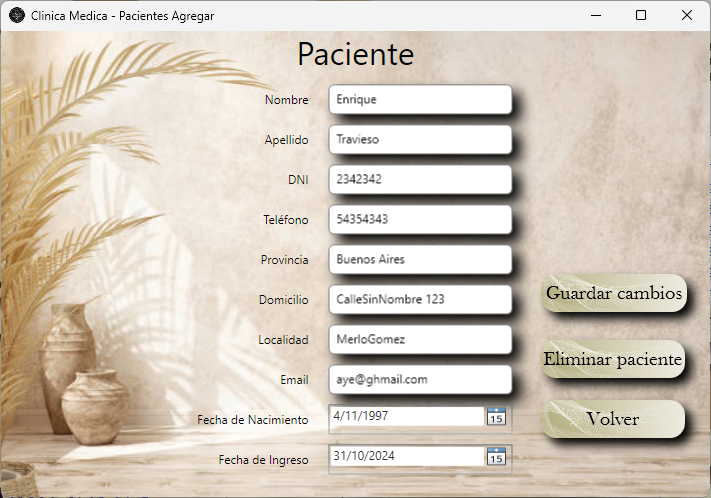 Clinica Medica - Pacientes Agregar
Paciente
Nombre Enrique
Apellido Travieso
DNI 2342342
Teléfono 54354343
Provincia Buenos Aires
Domicilio CalleSinNombre 123
Localidad MerloGomez
Email aye@ghmail.com
Fecha de Nacimiento 4/11/1997 15
Fecha de Ingreso 31/10/2024 15
Guardar cambios
Eliminar paciente
Volver